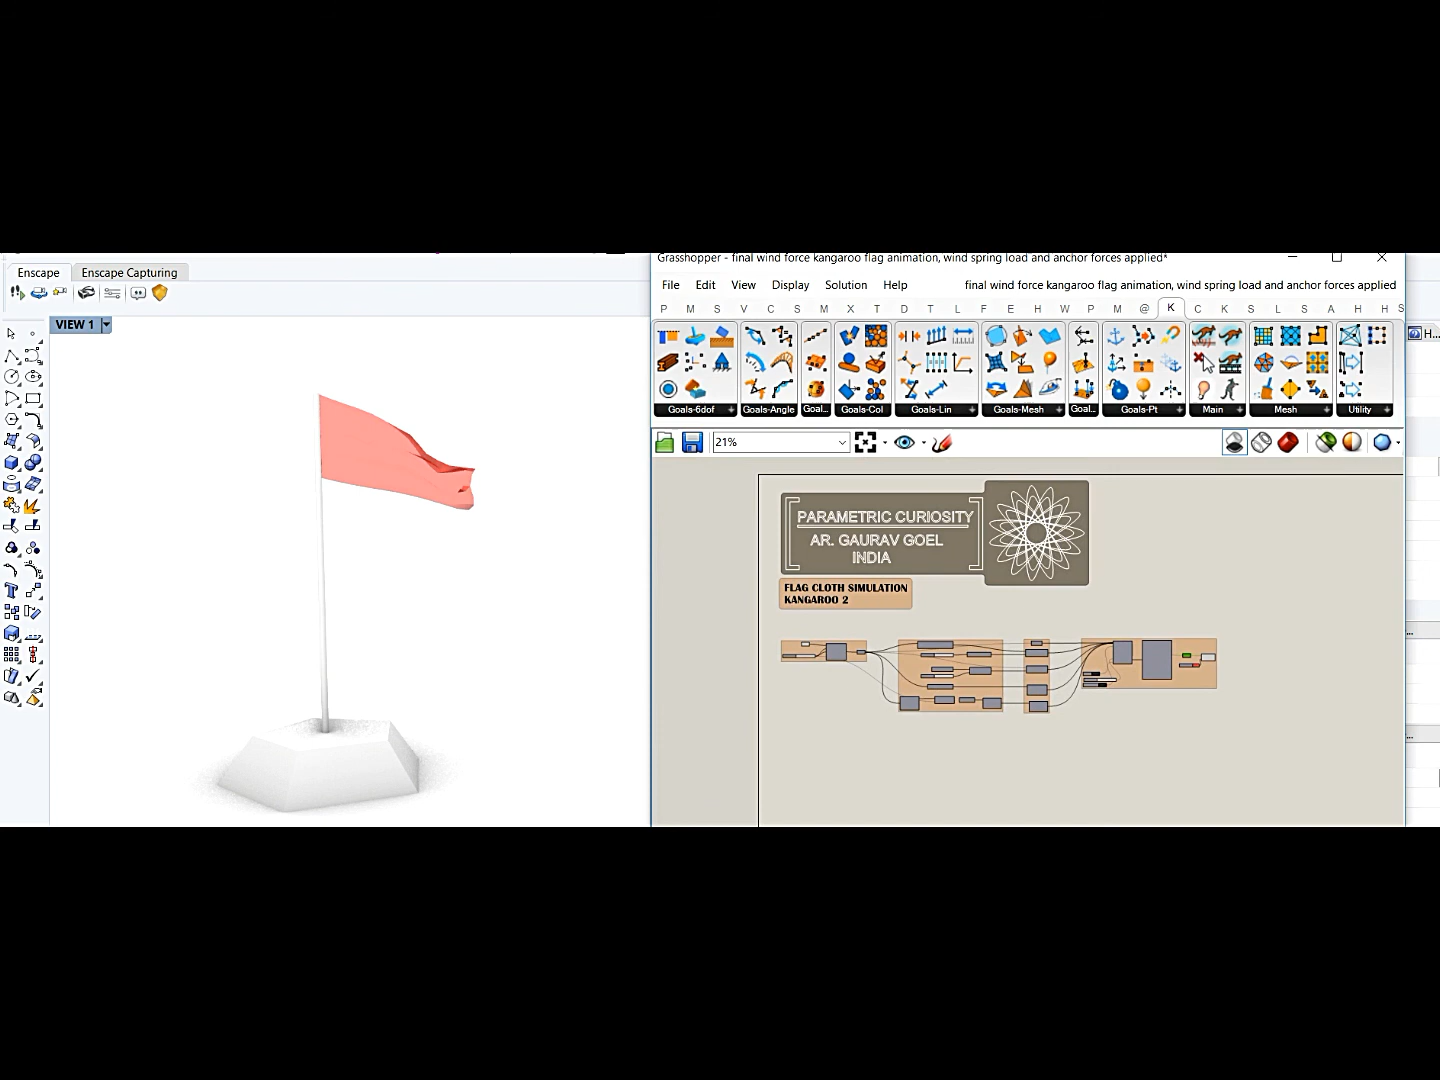 Enscape
Enscape Capturing
VIEW 1
Grasshopper - final wind force kangaroo flag animation, wind spring load and anchor forces applied*
File Edit View Display Solution Help final wind force kangaroo flag animation, wind spring load and anchor forces applied
P M S V C S M X T D T L F E H W P M @ K C K S L S A H H S
H...
Goals-6dof Goals-Angle Goal... Goals-Col Goals-Lin Goals-Mesh Goal... Goals-Pt Main Mesh Utility
21%
PARAMETRIC CURIOSITY
AR. GAURAV GOEL
INDIA
FLAG CLOTH SIMULATION
KANGAROO 2